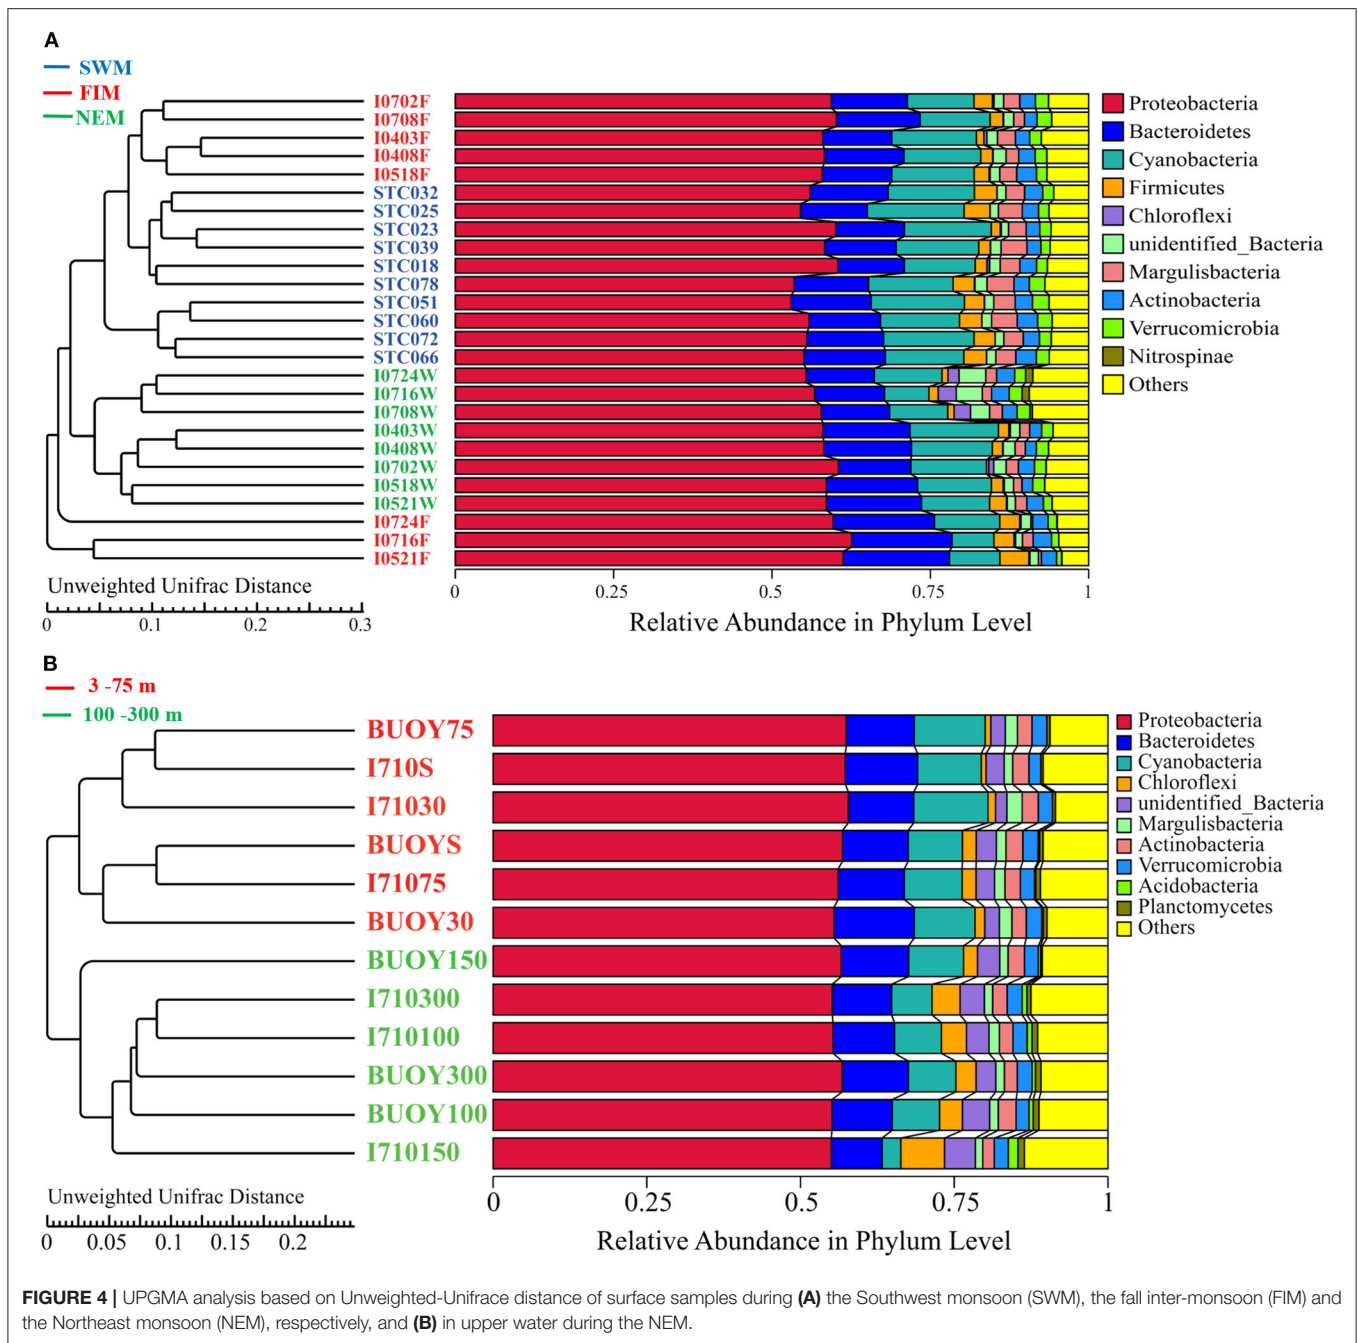 A
SWM
FIM
NEM
I0702F
I0708F
I0403F
I0408F
I0518F
STC032
STC025
STC023
STC039
STC018
STC078
STC051
STC060
STC072
STC066
I0724W
I0716W
I0708W
I0403W
I0408W
I0702W
I0518W
I0521W
I0724F
I0716F
I0521F
Proteobacteria
Bacteroidetes
Cyanobacteria
Firmicutes
Chloroflexi
unidentified_Bacteria
Margulisbacteria
Actinobacteria
Verrucomicrobia
Nitrospinae
Others
Unweighted Unifrac Distance
0 0.1 0.2 0.3
0 0.25 0.5 0.75 1
Relative Abundance in Phylum Level
B
3 -75 m
100 -300 m
BUOY75
I710S
I71030
BUOYS
I71075
BUOY30
BUOY150
I710300
I710100
BUOY300
BUOY100
I710150
Proteobacteria
Bacteroidetes
Cyanobacteria
Chloroflexi
unidentified_Bacteria
Margulisbacteria
Actinobacteria
Verrucomicrobia
Acidobacteria
Planctomycetes
Others
Unweighted Unifrac Distance
0 0.05 0.1 0.15 0.2
0 0.25 0.5 0.75 1
Relative Abundance in Phylum Level
FIGURE 4 | UPGMA analysis based on Unweighted-Unifrace distance of surface samples during (A) the Southwest monsoon (SWM), the fall inter-monsoon (FIM) and
the Northeast monsoon (NEM), respectively, and (B) in upper water during the NEM.